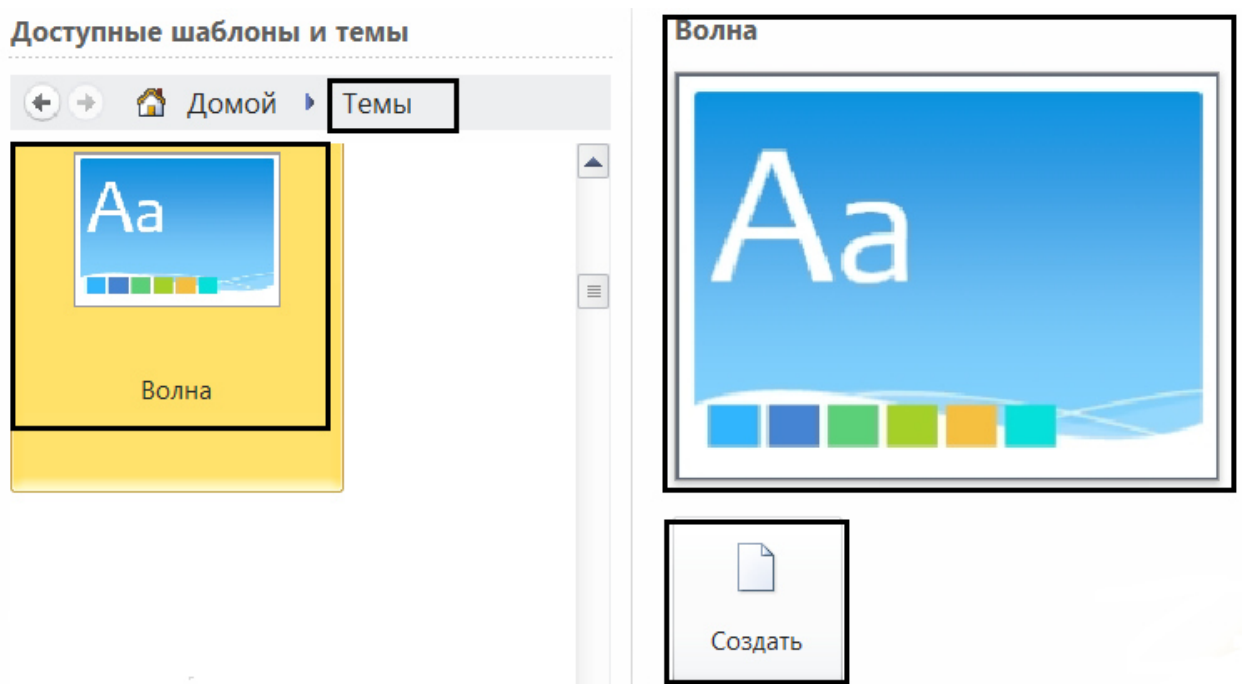 Доступные шаблоны и темы
Домой
Темы
Aa
Волна
Волна
Aa
Создать